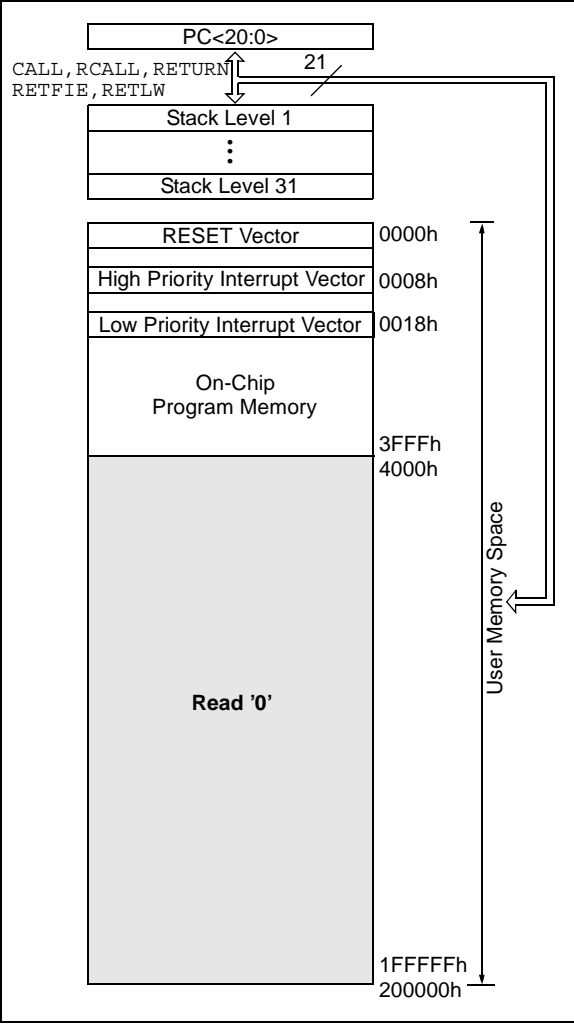 PC<20:0>
CALL,RCALL,RETURN
RETFIE,RETLW
21
Stack Level 1
Stack Level 31
RESET Vector
0000h
High Priority Interrupt Vector
0008h
Low Priority Interrupt Vector
0018h
On-Chip
Program Memory
3FFFh
4000h
User Memory Space
Read '0'
1FFFFFh
200000h